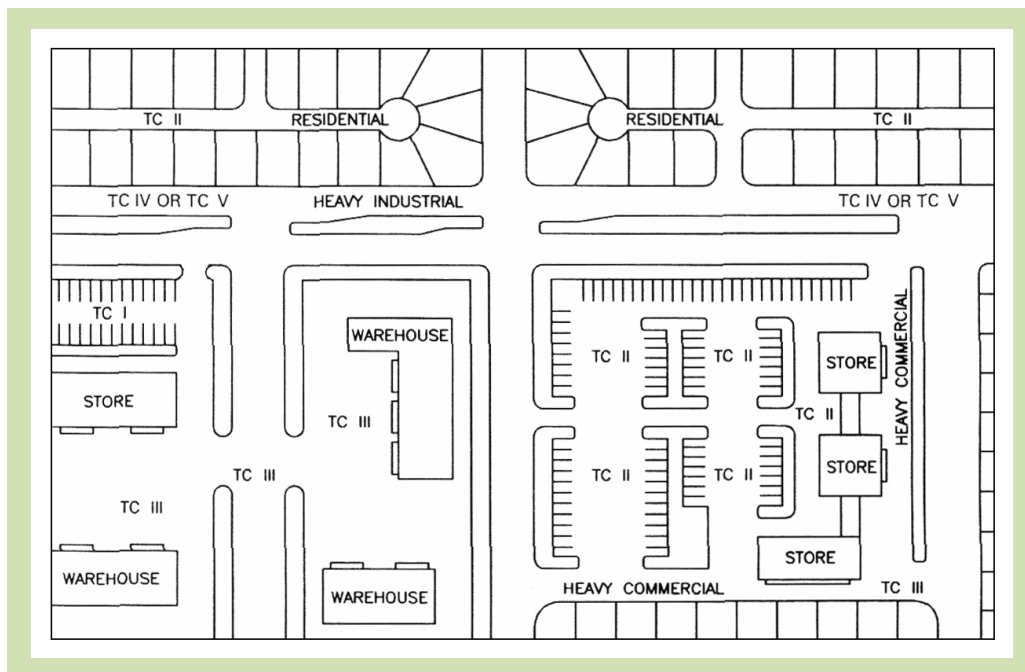 TC II
RESIDENTIAL
RESIDENTIAL
TC II
TC IV OR TC V
HEAVY INDUSTRIAL
TC IV OR TC V
TC I
WAREHOUSE
TC II
TC II
STORE
HEAVY COMMERCIAL
STORE
TC III
TC II
TC III
TC II
TC II
STORE
TC III
STORE
WAREHOUSE
WAREHOUSE
HEAVY COMMERCIAL
TC III